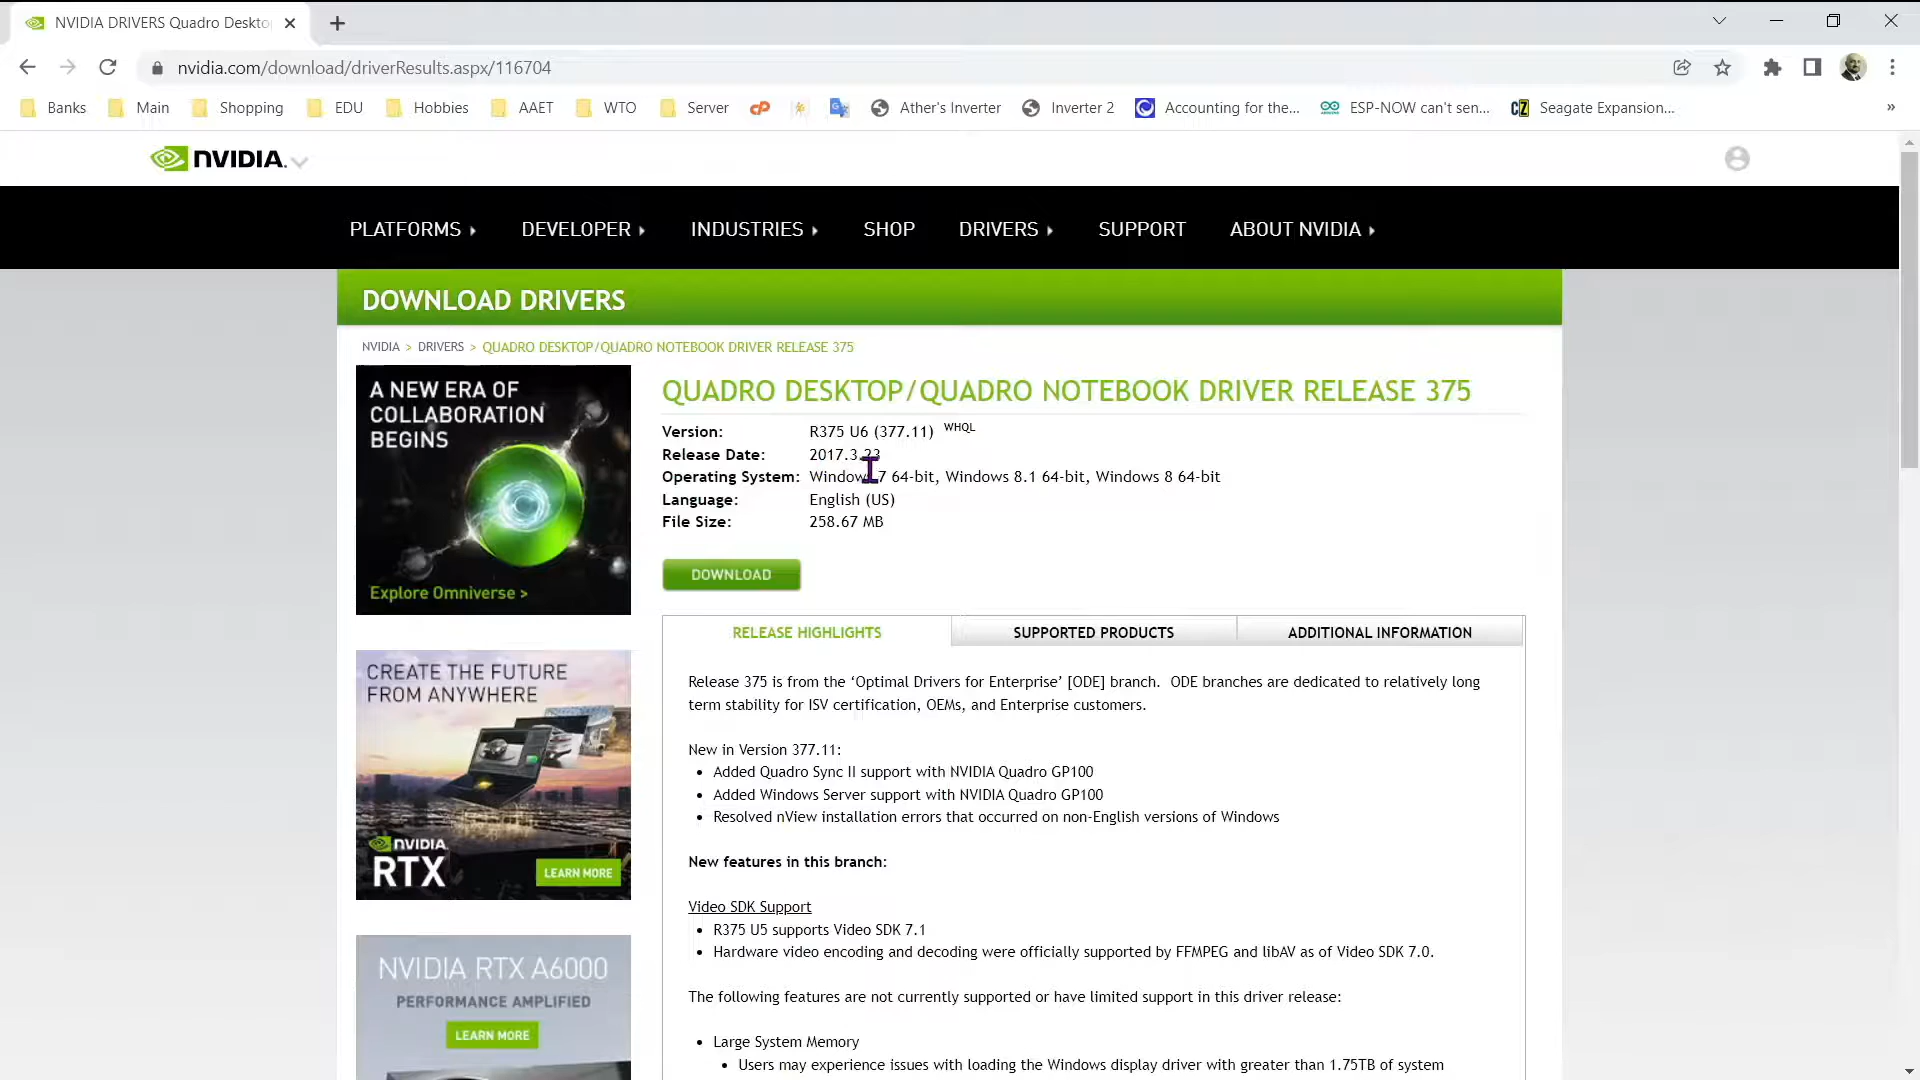 NVIDIA DRIVERS Quadro Deskto
nvidia.com/download/driverResults.aspx/116704
Banks Main Shopping EDU Hobbies AAET WTO Server Ather's Inverter Inverter 2 Accounting for the... ESP-NOW can't sen... Seagate Expansion... »
NVIDIA.
PLATFORMS DEVELOPER INDUSTRIES SHOP DRIVERS SUPPORT ABOUT NVIDIA
DOWNLOAD DRIVERS
NVIDIA > DRIVERS > QUADRO DESKTOP/QUADRO NOTEBOOK DRIVER RELEASE 375
A NEW ERA OF
COLLABORATION
BEGINS
Explore Omniverse >
CREATE THE FUTURE
FROM ANYWHERE
NVIDIA.
RTX
LEARN MORE
NVIDIA RTX A6000
PERFORMANCE AMPLIFIED
LEARN MORE
QUADRO DESKTOP/QUADRO NOTEBOOK DRIVER RELEASE 375
Version: R375 U6 (377.11) WHQL
Release Date: 2017.3.23
Operating System: Windows 7 64-bit, Windows 8.1 64-bit, Windows 8 64-bit
Language: English (US)
File Size: 258.67 MB
DOWNLOAD
RELEASE HIGHLIGHTS SUPPORTED PRODUCTS ADDITIONAL INFORMATION
Release 375 is from the ‘Optimal Drivers for Enterprise’ [ODE] branch. ODE branches are dedicated to relatively long
term stability for ISV certification, OEMs, and Enterprise customers.
New in Version 377.11:
• Added Quadro Sync II support with NVIDIA Quadro GP100
• Added Windows Server support with NVIDIA Quadro GP100
• Resolved nView installation errors that occurred on non-English versions of Windows
New features in this branch:
Video SDK Support
• R375 U5 supports Video SDK 7.1
• Hardware video encoding and decoding were officially supported by FFMPEG and libAV as of Video SDK 7.0.
The following features are not currently supported or have limited support in this driver release:
• Large System Memory
• Users may experience issues with loading the Windows display driver with greater than 1.75TB of system